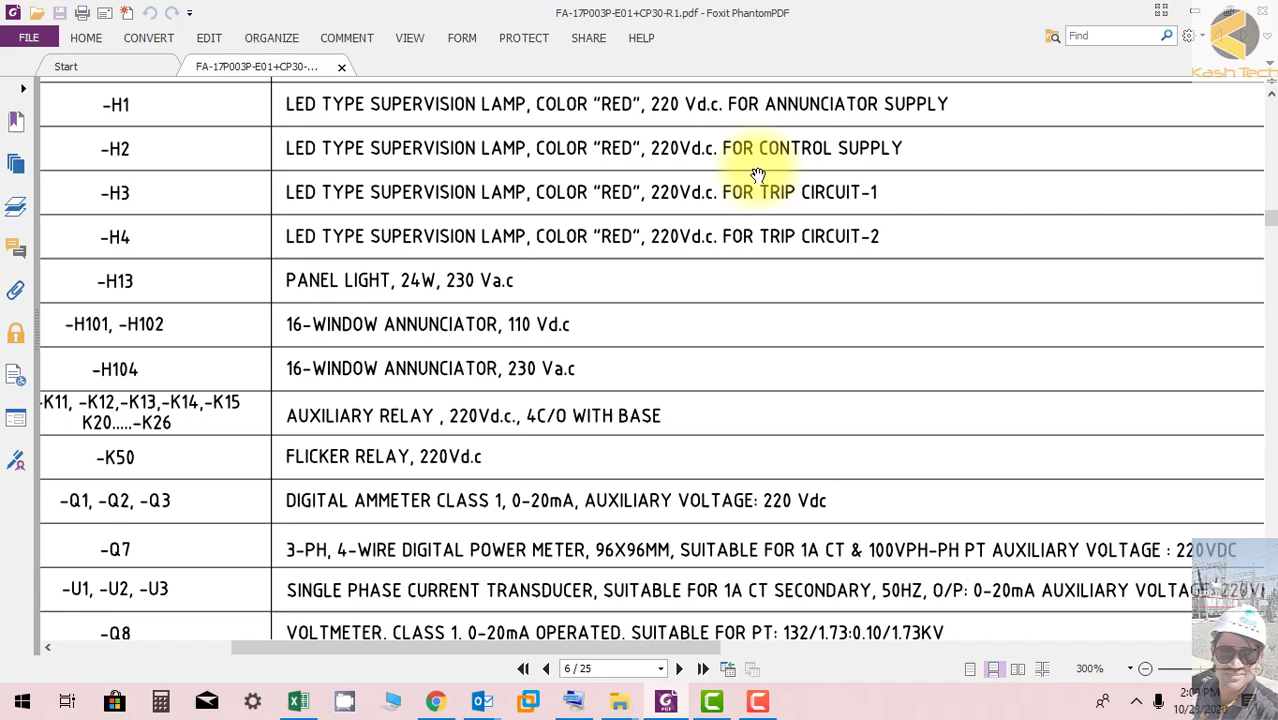 FA-17P003P-E01+CP30-R1.pdf - Foxit PhantomPDF
FILE HOME CONVERT EDIT ORGANIZE COMMENT VIEW FORM PROTECT SHARE HELP
Find
Kash Tech
Start FA-17P003P-E01+CP30-...
-H1 LED TYPE SUPERVISION LAMP, COLOR "RED", 220 Vd.c. FOR ANNUNCIATOR SUPPLY
-H2 LED TYPE SUPERVISION LAMP, COLOR "RED", 220Vd.c. FOR CONTROL SUPPLY
-H3 LED TYPE SUPERVISION LAMP, COLOR "RED", 220Vd.c. FOR TRIP CIRCUIT-1
-H4 LED TYPE SUPERVISION LAMP, COLOR "RED", 220Vd.c. FOR TRIP CIRCUIT-2
-H13 PANEL LIGHT, 24W, 230 Va.c
-H101, -H102 16-WINDOW ANNUNCIATOR, 110 Vd.c
-H104 16-WINDOW ANNUNCIATOR, 230 Va.c
-K11, -K12,-K13,-K14,-K15
K20.....-K26
AUXILIARY RELAY , 220Vd.c., 4C/O WITH BASE
-K50 FLICKER RELAY, 220Vd.c
-Q1, -Q2, -Q3 DIGITAL AMMETER CLASS 1, 0-20mA, AUXILIARY VOLTAGE: 220 Vdc
-Q7 3-PH, 4-WIRE DIGITAL POWER METER, 96X96MM, SUITABLE FOR 1A CT & 100VPH-PH PT AUXILIARY VOLTAGE : 220VDC
-U1, -U2, -U3 SINGLE PHASE CURRENT TRANSDUCER, SUITABLE FOR 1A CT SECONDARY, 50HZ, O/P: 0-20mA AUXILIARY VOLTAGE: 220V
-Q8 VOLTMETER, CLASS 1, 0-20mA OPERATED, SUITABLE FOR PT: 132/1.73:0.10/1.73KV
6 / 25
300%